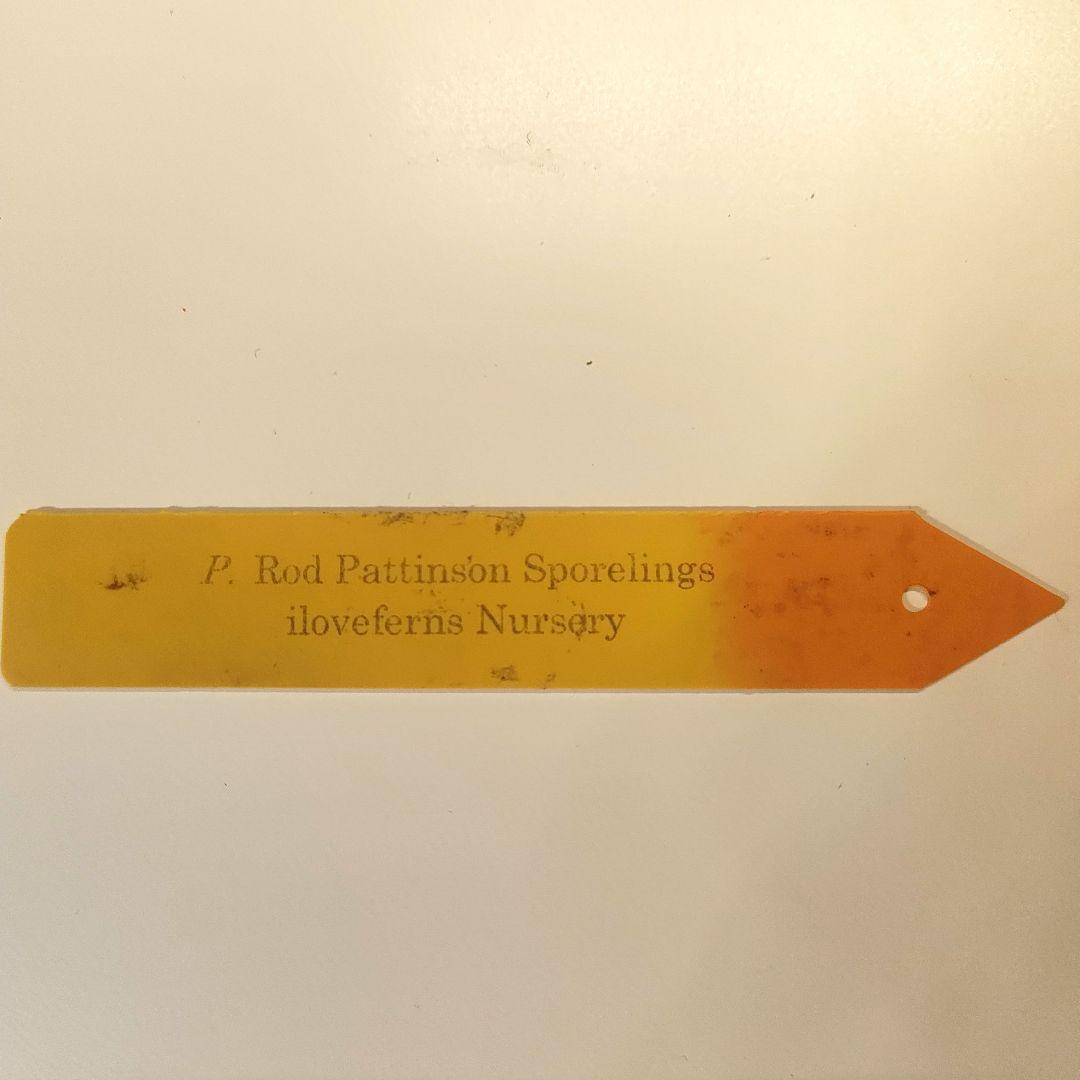 P. Rod Pattinson Sporelings
iloveferns Nursery